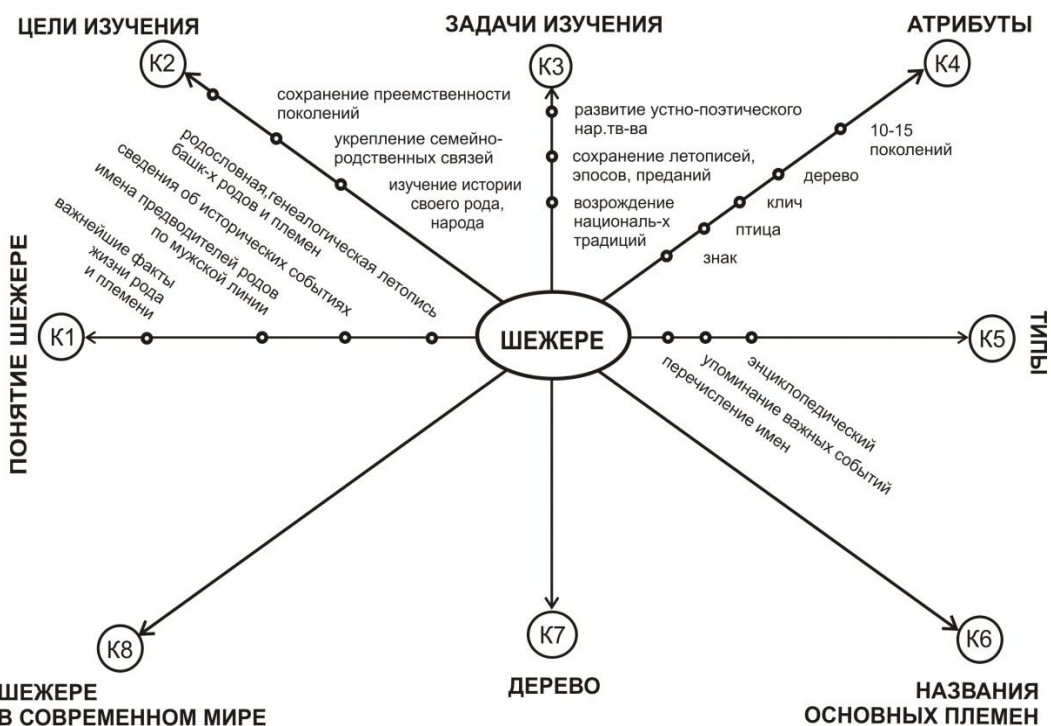 ЦЕЛИ ИЗУЧЕНИЯ
К2
сохранение преемственности
поколений
укрепление семейно-
родственных связей
изучение истории
своего рода,
народа
ЗАДАЧИ ИЗУЧЕНИЯ
К3
развитие устно-поэтического
нар.тв-ва
сохранение летописей,
эпосов, преданий
возрождение
националь-х
традиций
АТРИБУТЫ
К4
10-15
поколений
дерево
клич
птица
знак
ПОНЯТИЕ ШЕЖЕРЕ
К1
важнейшие факты
жизни рода
и племени
имена предводителей родов
по мужской линии
сведения об исторических событиях
родословная,генеалогическая летопись
башк-х родов и племен
ШЕЖЕРЕ
К5
ТИПЫ
перечисление имен
упоминание важных событий
энциклопедический
К8
ШЕЖЕРЕ
В СОВРЕМЕННОМ МИРЕ
К7
ДЕРЕВО
К6
НАЗВАНИЯ
ОСНОВНЫХ ПЛЕМЕН